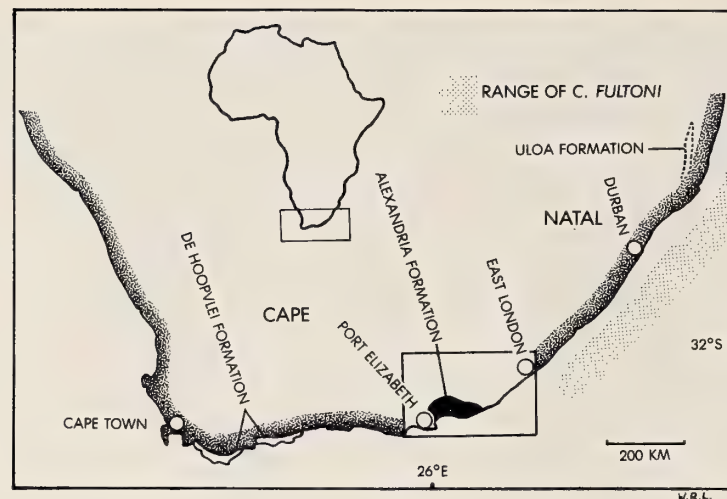 RANGE OF C. FULTONI
ULOA FORMATION
DURBAN
NATAL
ALEXANDRIA FORMATION
DE HOOPVLEI FORMATION
EAST LONDON
CAPE
PORT ELIZABETH
32°S
CAPE TOWN
200 KM
26°E